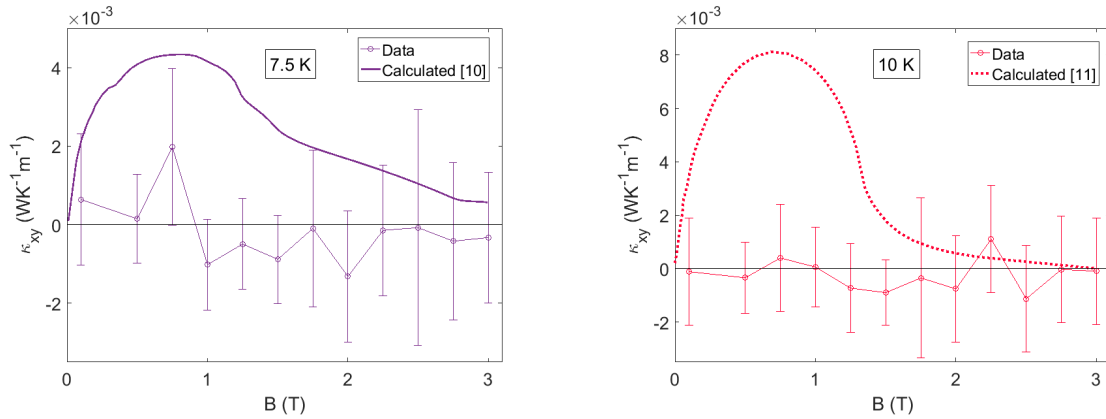 ×10⁻³
4
2
0
-2
κxy (WK⁻¹m⁻¹)
7.5 K
Data
Calculated [10]
0 1 2 3
B (T)
×10⁻³
8
6
4
2
0
-2
κxy (WK⁻¹m⁻¹)
10 K
Data
Calculated [11]
0 1 2 3
B (T)